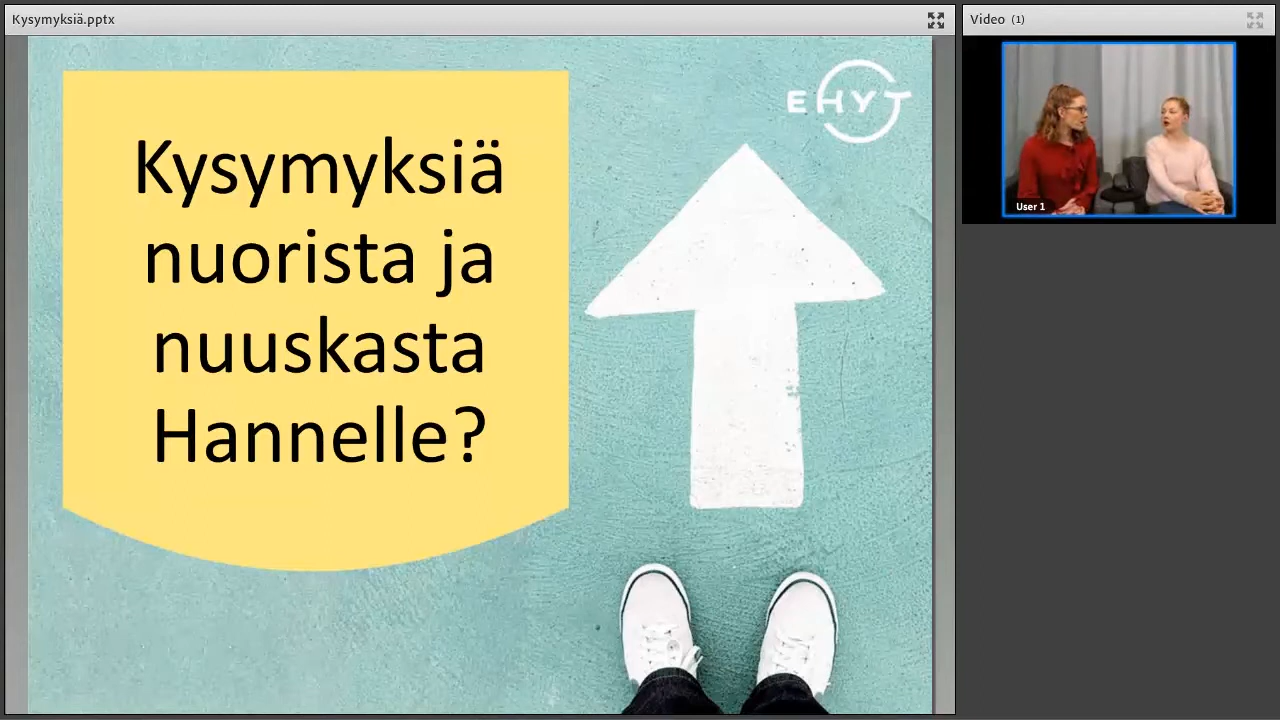 Kysymyksiä.pptx
Video (1)
EHYT
Kysymyksiä
nuorista ja
nuuskasta
Hannelle?
User 1